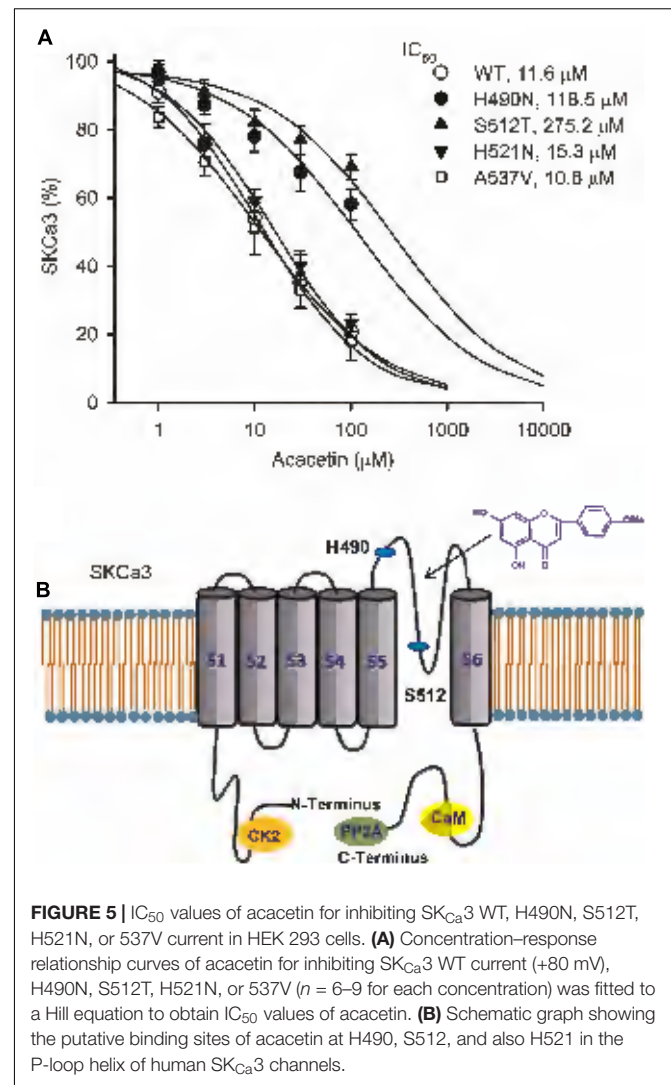 A
IC50
WT, 11.6 μM
H490N, 118.5 μM
S512T, 275.2 μM
H521N, 15.3 μM
A537V, 10.6 μM
SKCa3 (%)
100
80
60
40
20
0
1
10
100
1000
10000
Acacetin (μM)
B
SKCa3
H490
HO
OH
O
O
OMe
S1
S2
S3
S4
S5
S6
S512
N-Terminus
CK2
PP2A
CaM
C-Terminus
FIGURE 5 | IC50 values of acacetin for inhibiting SKCa3 WT, H490N, S512T,
H521N, or 537V current in HEK 293 cells. (A) Concentration–response
relationship curves of acacetin for inhibiting SKCa3 WT current (+80 mV),
H490N, S512T, H521N, or 537V (n = 6–9 for each concentration) was fitted to
a Hill equation to obtain IC50 values of acacetin. (B) Schematic graph showing
the putative binding sites of acacetin at H490, S512, and also H521 in the
P-loop helix of human SKCa3 channels.